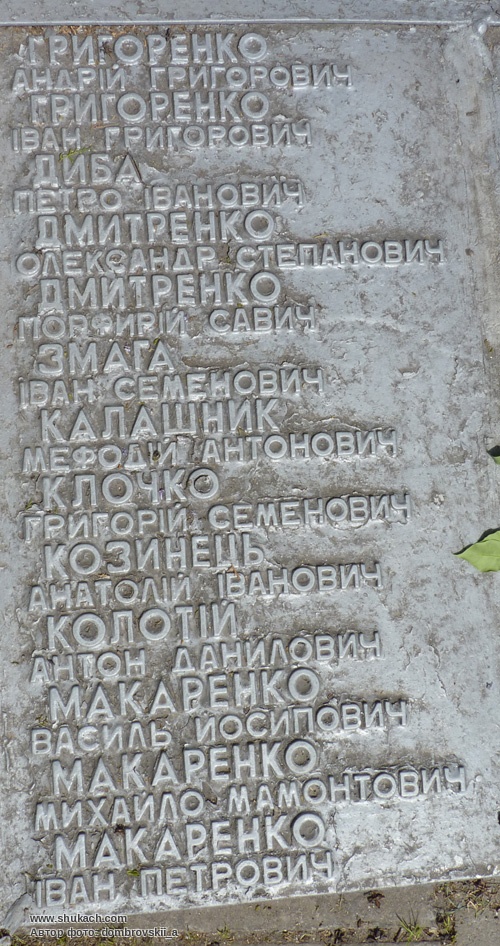 ГРИГОРЕНКО
АНДРІЙ ГРИГОРОВИЧ
ГРИГОРЕНКО
ІВАН ГРИГОРОВИЧ
ДИБА
ПЕТРО ІВАНОВИЧ
ДМИТРЕНКО
ОЛЕКСАНДР СТЕПАНОВИЧ
ДМИТРЕНКО
ПОРФИРІЙ САВИЧ
ЗМАГА
ІВАН СЕМЕНОВИЧ
КАЛАШНИК
МЕФОДІЙ АНТОНОВИЧ
КЛОЧКО
ГРИГОРІЙ СЕМЕНОВИЧ
КОЗИНЕЦЬ
АНАТОЛІЙ ІВАНОВИЧ
КОЛОТІЙ
АНТОН ДАНИЛОВИЧ
МАКАРЕНКО
ВАСИЛЬ ЙОСИПОВИЧ
МАКАРЕНКО
МИХАЙЛО МАМОНТОВИЧ
МАКАРЕНКО
ІВАН ПЕТРОВИЧ
www.shukach.com
Автор фото: dombrovskii_a